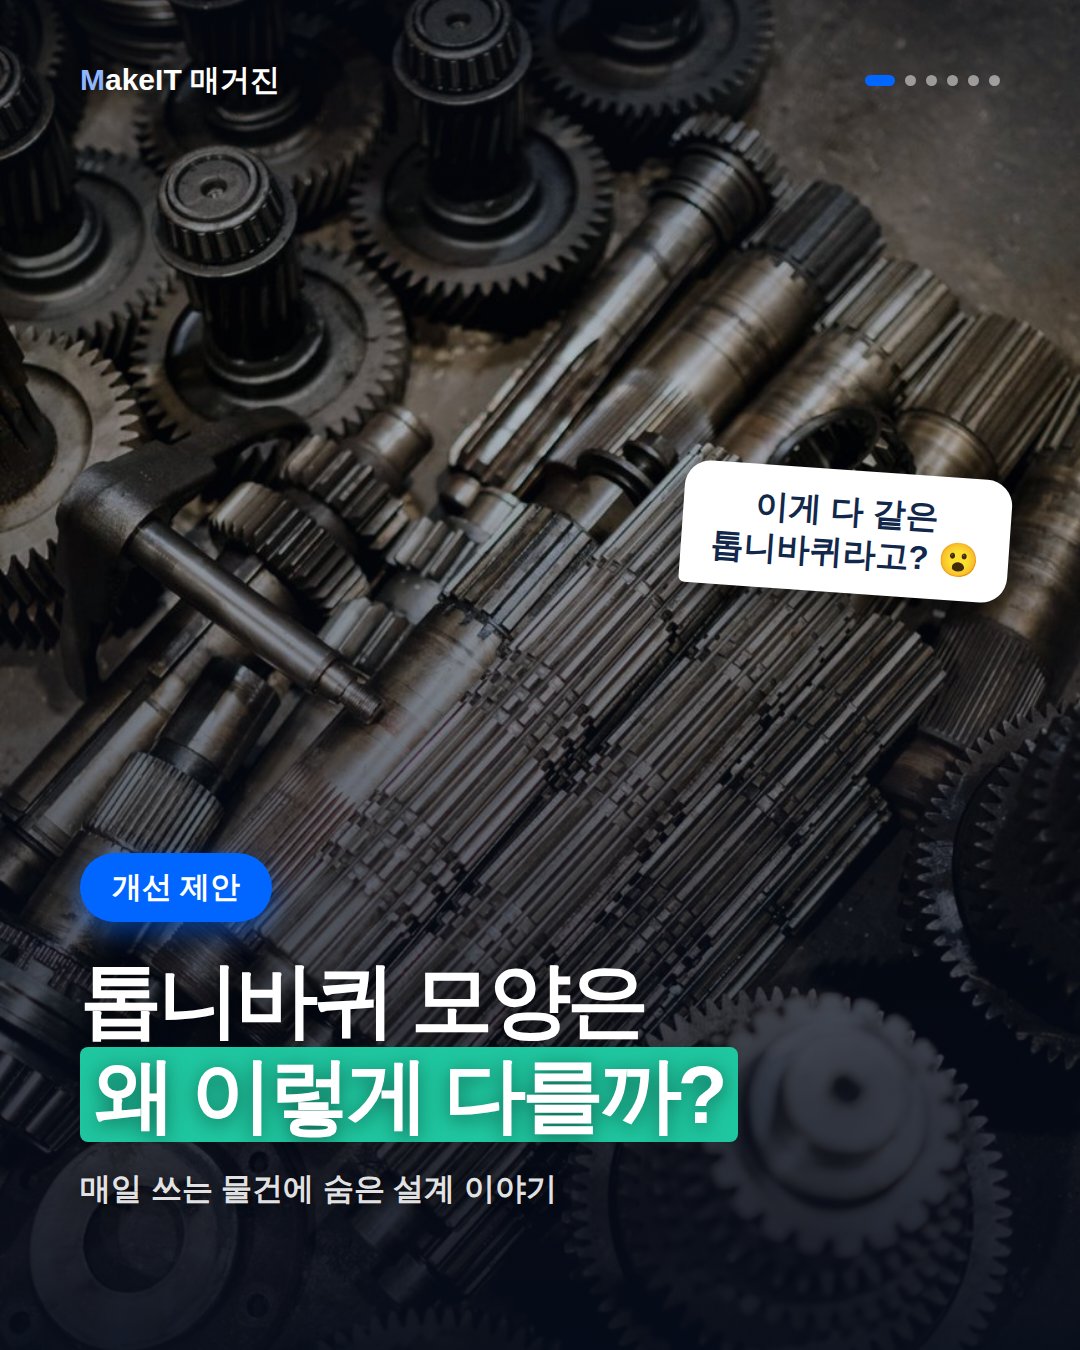 MakeIT 매거진
이게 다 같은
톱니바퀴라고? 😮
개선 제안
톱니바퀴 모양은
왜 이렇게 다를까?
매일 쓰는 물건에 숨은 설계 이야기